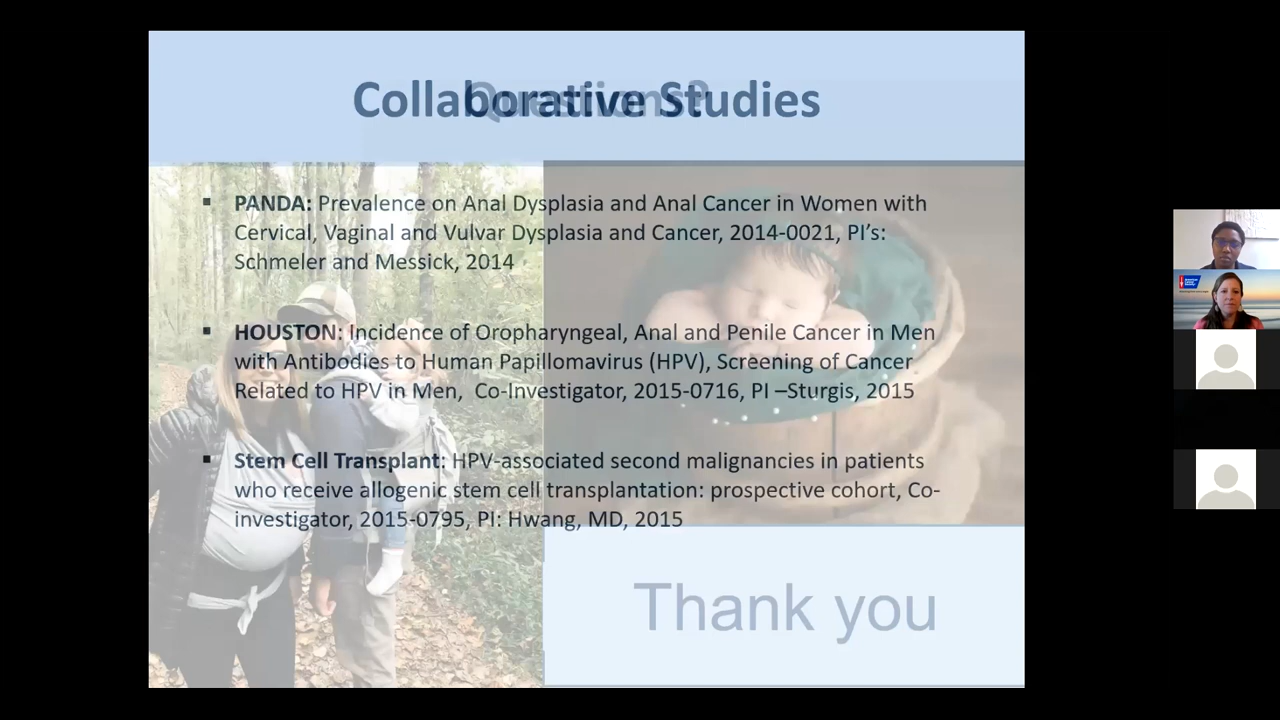 Collaborative Studies
Questions?
▪ PANDA: Prevalence on Anal Dysplasia and Anal Cancer in Women with
Cervical, Vaginal and Vulvar Dysplasia and Cancer, 2014-0021, PI’s:
Schmeler and Messick, 2014
▪ HOUSTON: Incidence of Oropharyngeal, Anal and Penile Cancer in Men
with Antibodies to Human Papillomavirus (HPV), Screening of Cancer
Related to HPV in Men, Co-Investigator, 2015-0716, PI –Sturgis, 2015
▪ Stem Cell Transplant: HPV-associated second malignancies in patients
who receive allogenic stem cell transplantation: prospective cohort, Co-
investigator, 2015-0795, PI: Hwang, MD, 2015
Thank you